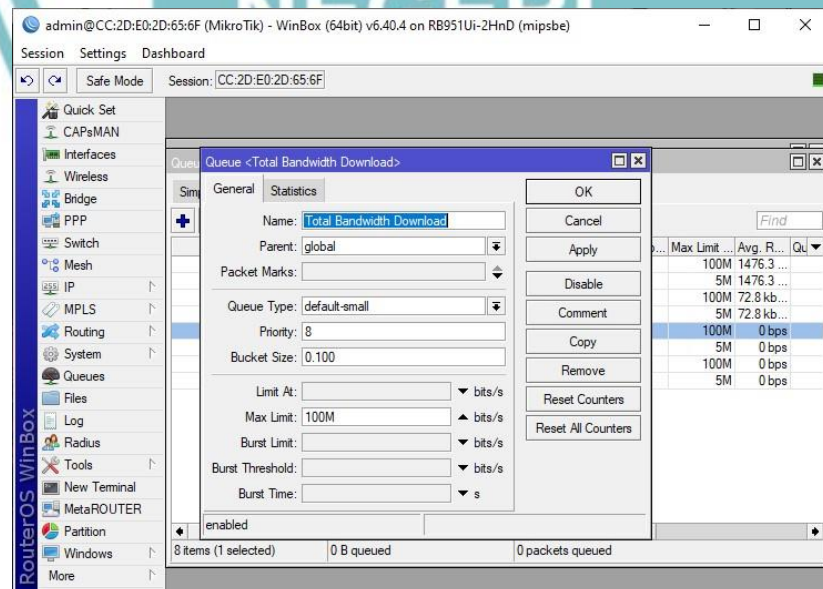 admin@CC:2D:E0:2D:65:6F (MikroTik) - WinBox (64bit) v6.40.4 on RB951Ui-2HnD (mipsbe)
Session Settings Dashboard
Safe Mode Session: CC:2D:E0:2D:65:6F
Quick Set
CAPsMAN
Interfaces
Wireless
Bridge
PPP
Switch
Mesh
IP
MPLS
Routing
System
Queues
Files
Log
Radius
Tools
New Terminal
MetaROUTER
Partition
Windows
More
RouterOS WinBox
Queue <Total Bandwidth Download>
General Statistics
Name: Total Bandwidth Download
Parent: global
Packet Marks:
Queue Type: default-small
Priority: 8
Bucket Size: 0.100
Limit At: bits/s
Max Limit: 100M bits/s
Burst Limit: bits/s
Burst Threshold: bits/s
Burst Time: s
enabled
OK
Cancel
Apply
Disable
Comment
Copy
Remove
Reset Counters
Reset All Counters
Find
Max Limit ... Avg. R... Qu
100M 1476.3 ...
5M 1476.3 ...
100M 72.8 kb...
5M 72.8 kb...
100M 0 bps
5M 0 bps
100M 0 bps
5M 0 bps
8 items (1 selected) 0 B queued 0 packets queued